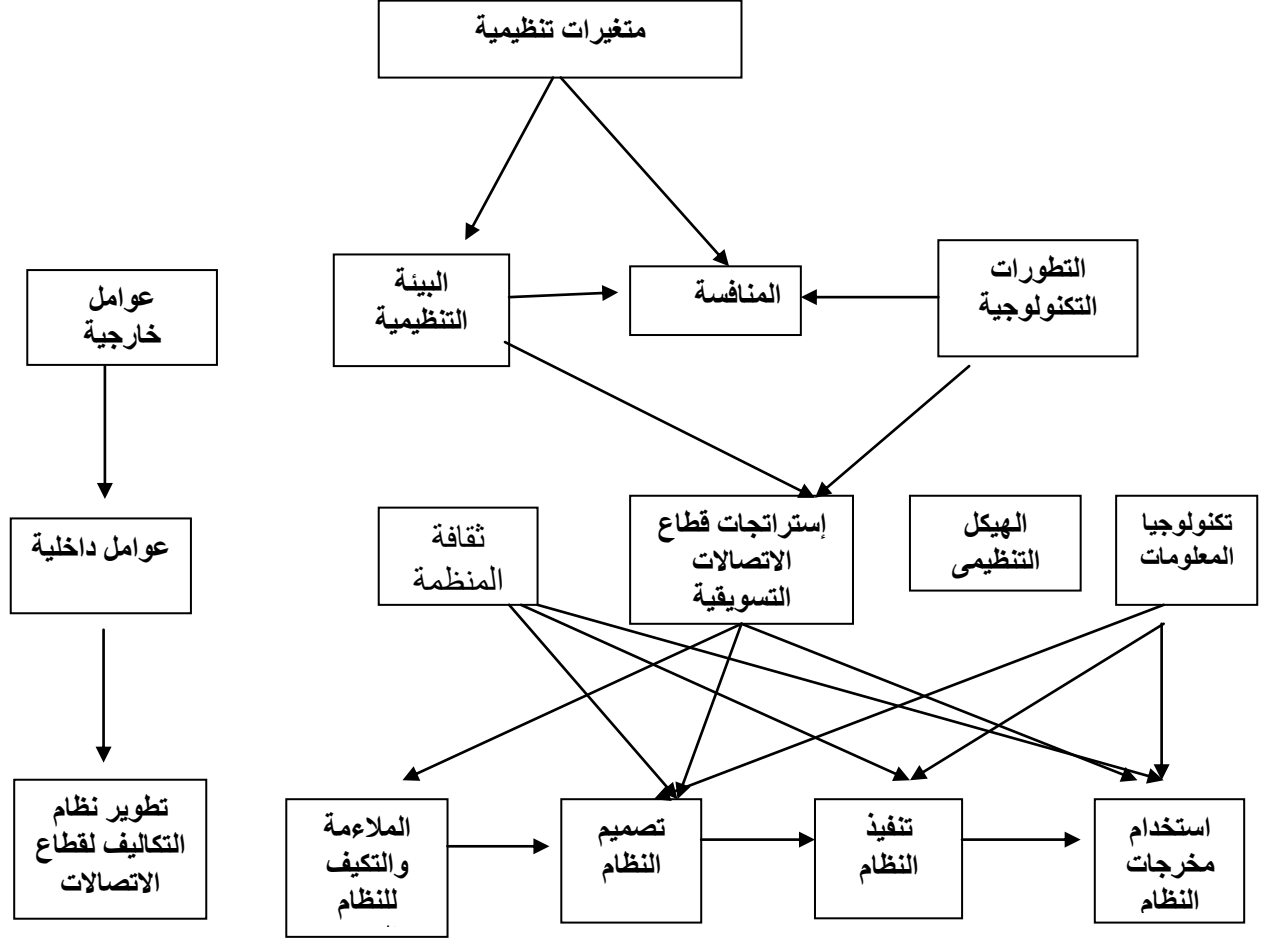 متغيرات تنظيمية
التطورات
التكنولوجية
المنافسة
البيئة
التنظيمية
عوامل
خارجية
تكنولوجيا
المعلومات
الهيكل
التنظيمى
إستراتجات قطاع
الاتصالات
التسويقية
ثقافة
المنظمة
عوامل داخلية
استخدام
مخرجات
النظام
تنفيذ
النظام
تصميم
النظام
الملاءمة
والتكيف
للنظام
تطوير نظام
التكاليف لقطاع
الاتصالات